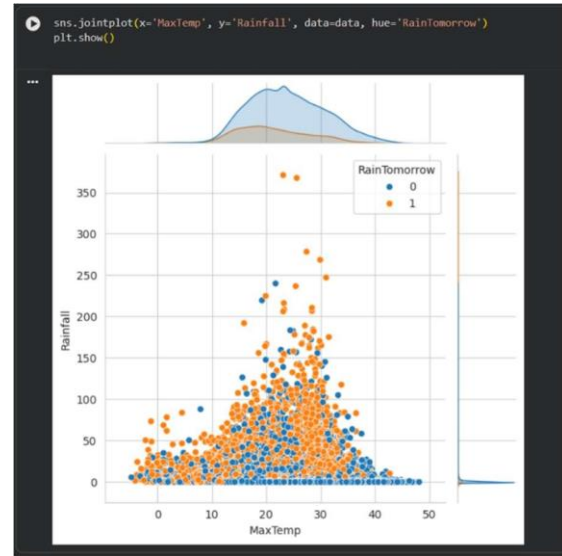 sns.jointplot(x='MaxTemp', y='Rainfall', data=data, hue='RainTomorrow')
plt.show()
...
RainTomorrow
0
1
350
300
250
200
150
100
50
0
Rainfall
0 10 20 30 40 50
MaxTemp